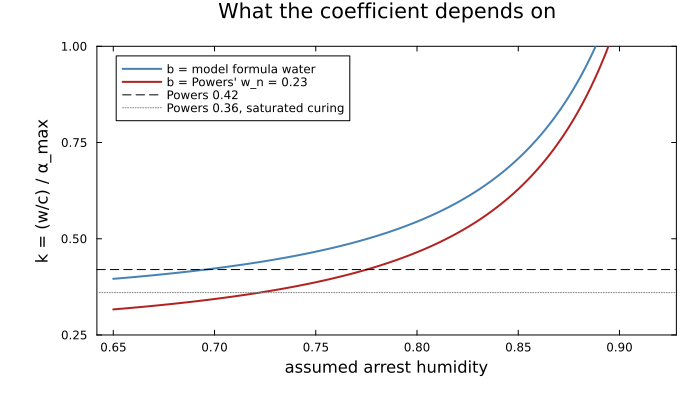 What the coefficient depends on
b = model formula water
b = Powers' w_n = 0.23
Powers 0.42
Powers 0.36, saturated curing
k = (w/c) / α_max
1.00
0.75
0.50
0.25
0.65 0.70 0.75 0.80 0.85 0.90
assumed arrest humidity